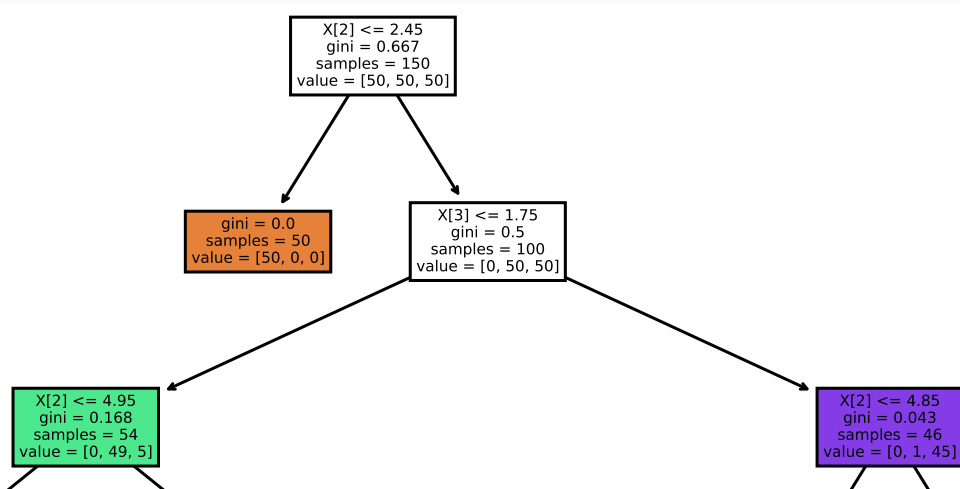 X[2] <= 2.45
gini = 0.667
samples = 150
value = [50, 50, 50]
gini = 0.0
samples = 50
value = [50, 0, 0]
X[3] <= 1.75
gini = 0.5
samples = 100
value = [0, 50, 50]
X[2] <= 4.95
gini = 0.168
samples = 54
value = [0, 49, 5]
X[2] <= 4.85
gini = 0.043
samples = 46
value = [0, 1, 45]